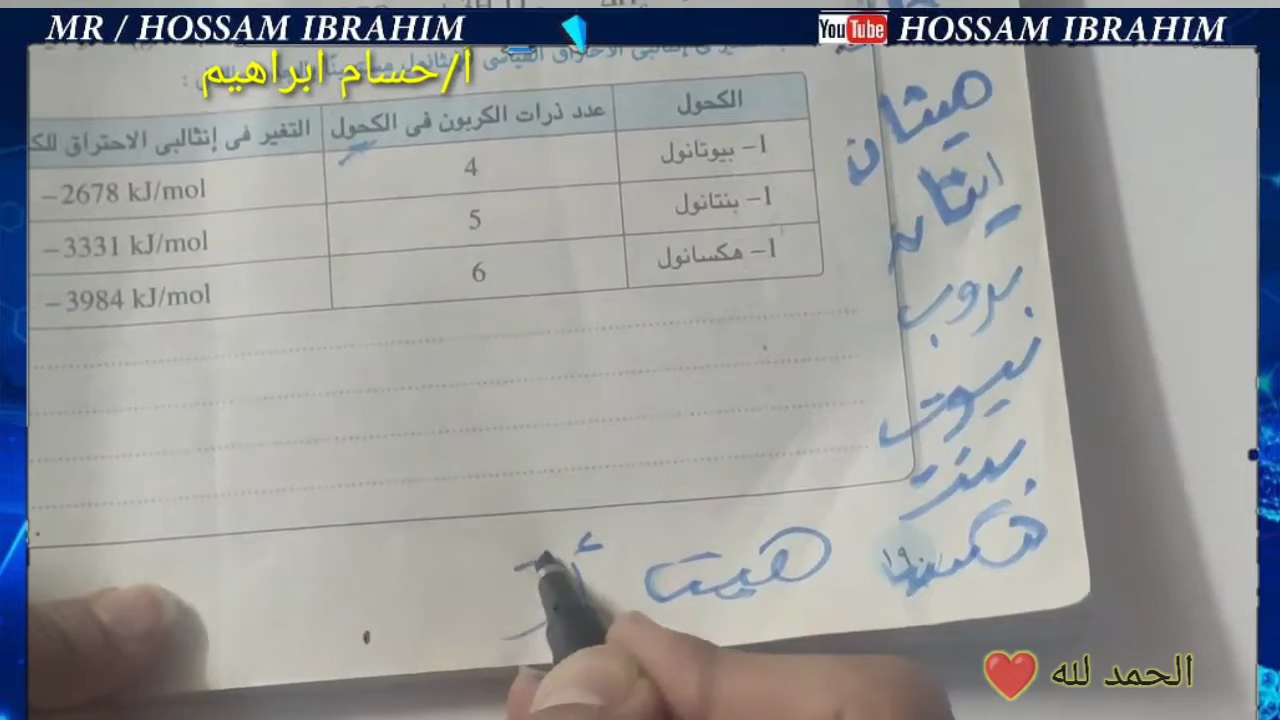 MR / HOSSAM IBRAHIM
YouTube HOSSAM IBRAHIM
ا/حسام ابراهيم
الكحول
عدد ذرات الكربون فى الكحول
التغير فى إنثالبى الاحتراق
1- بيوتانول
4
−2678 kJ/mol
1- بنتانول
5
−3331 kJ/mol
1- هكسانول
6
−3984 kJ/mol
ميثان
ايثان
بروب
بيوت
بنت
هكس
١٩٠
الحمد لله